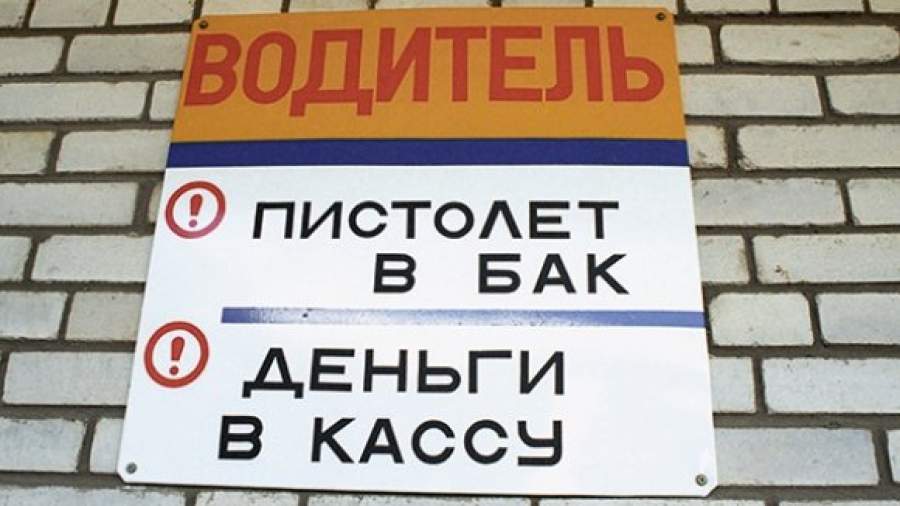 ВОДИТЕЛЬ
ПИСТОЛЕТ
В БАК
ДЕНЬГИ
В КАССУ